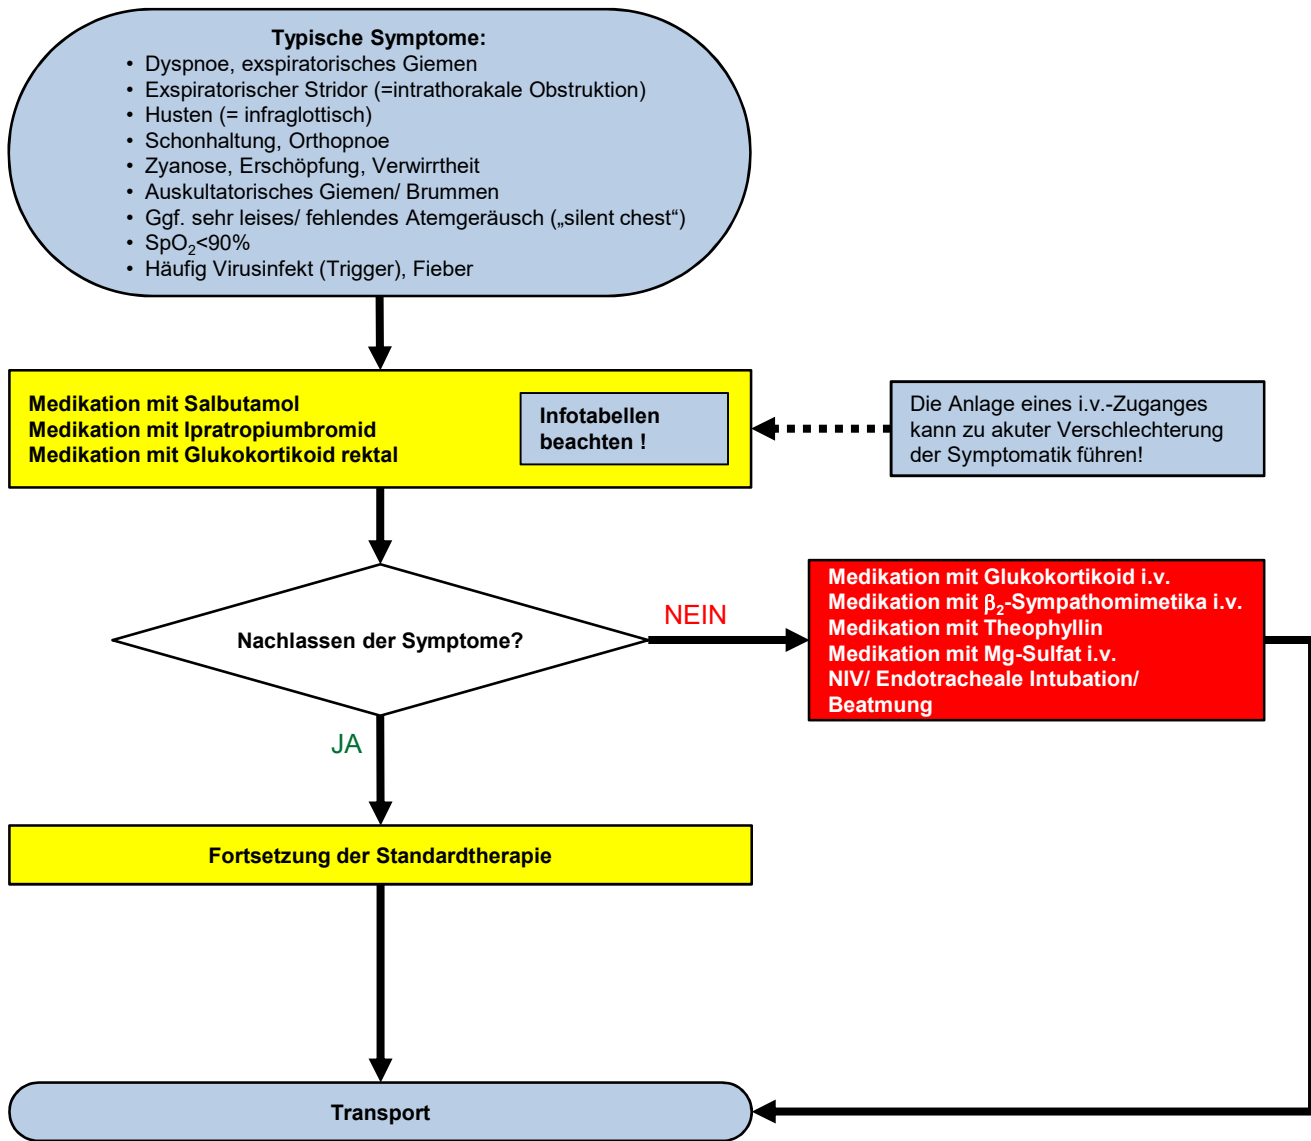 Typische Symptome:
• Dyspnoe, exspiratorisches Giemen
• Exspiratorischer Stridor (=intrathorakale Obstruktion)
• Husten (= infraglottisch)
• Schonhaltung, Orthopnoe
• Zyanose, Erschöpfung, Verwirrtheit
• Auskultatorisches Giemen/ Brummen
• Ggf. sehr leises/ fehlendes Atemgeräusch („silent chest“)
• SpO₂<90%
• Häufig Virusinfekt (Trigger), Fieber
Medikation mit Salbutamol
Medikation mit Ipratropiumbromid
Medikation mit Glukokortikoid rektal
Infotabellen
beachten !
Die Anlage eines i.v.-Zuganges
kann zu akuter Verschlechterung
der Symptomatik führen!
Nachlassen der Symptome?
NEIN
Medikation mit Glukokortikoid i.v.
Medikation mit β₂-Sympathomimetika i.v.
Medikation mit Theophyllin
Medikation mit Mg-Sulfat i.v.
NIV/ Endotracheale Intubation/
Beatmung
JA
Fortsetzung der Standardtherapie
Transport